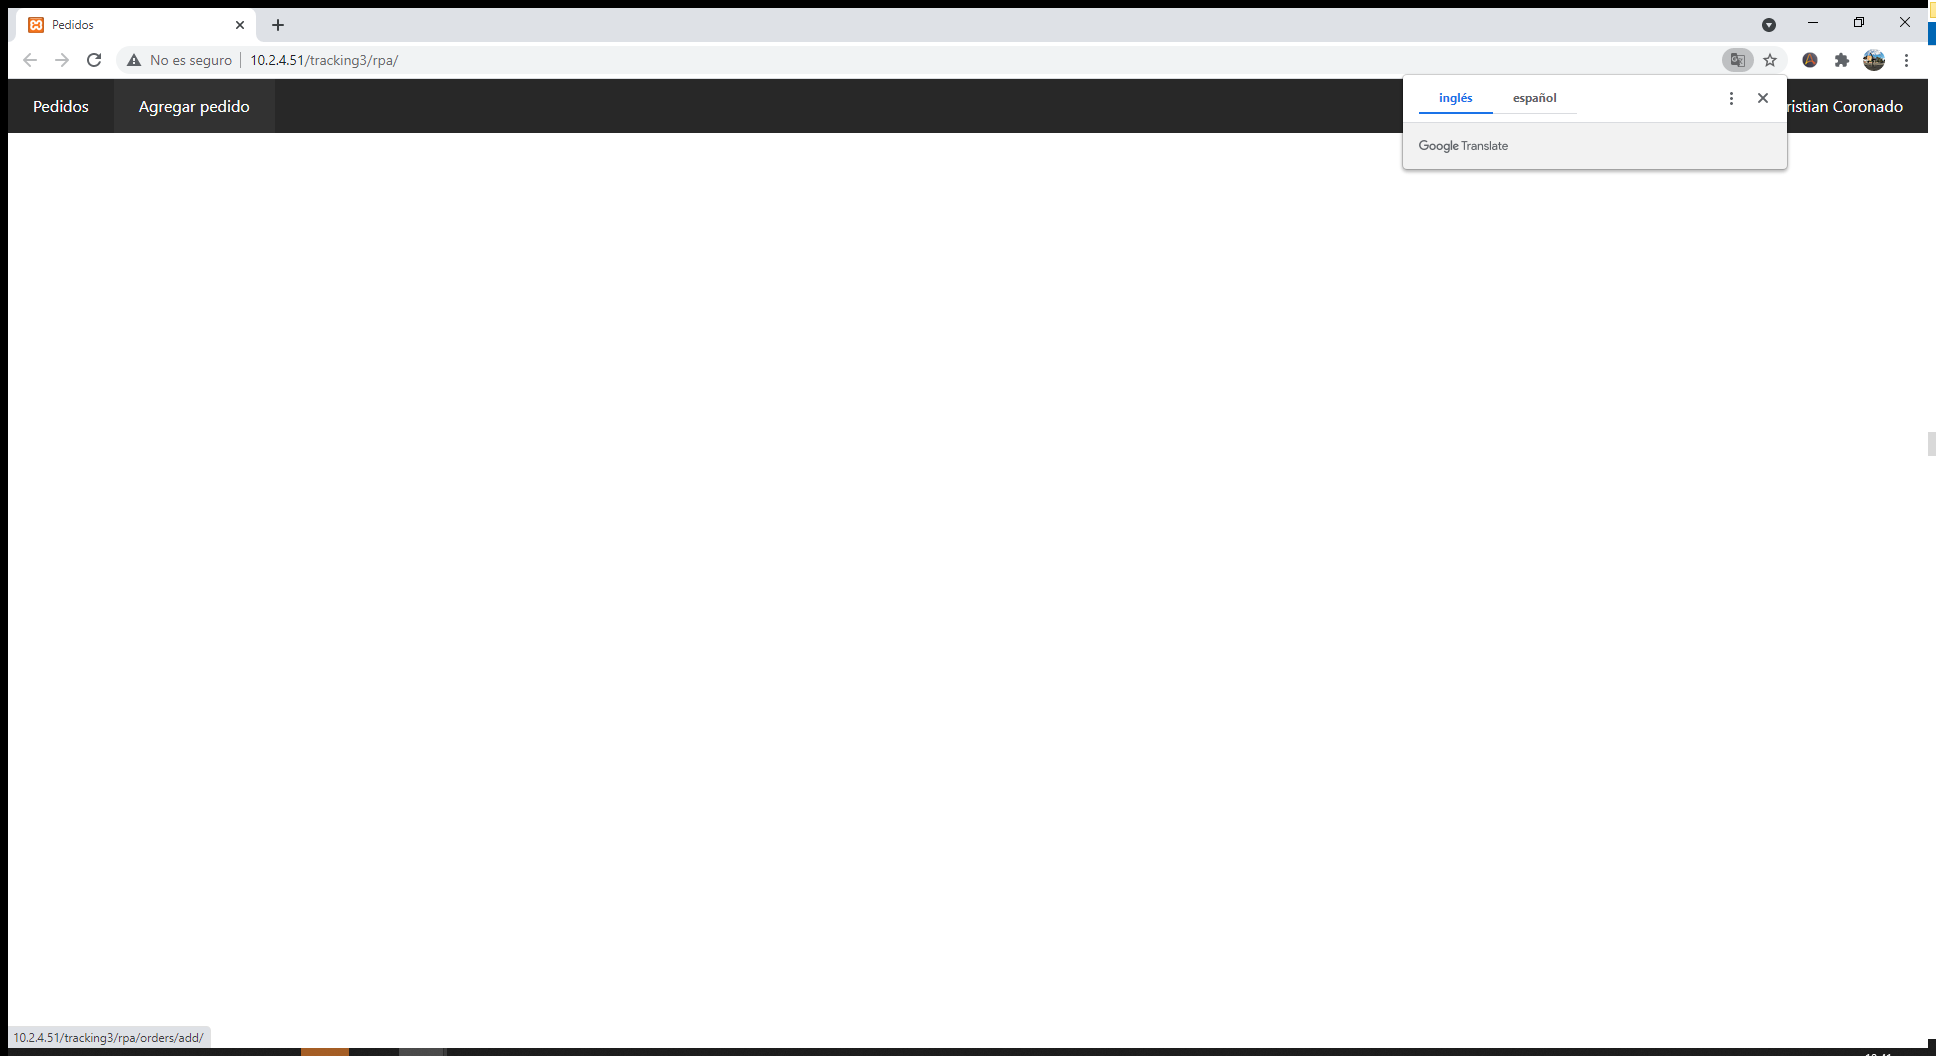 Pedidos
No es seguro
10.2.4.51/tracking3/rpa/
Pedidos
Agregar pedido
inglés
español
ristian Coronado
Google Translate
10.2.4.51/tracking3/rpa/orders/add/